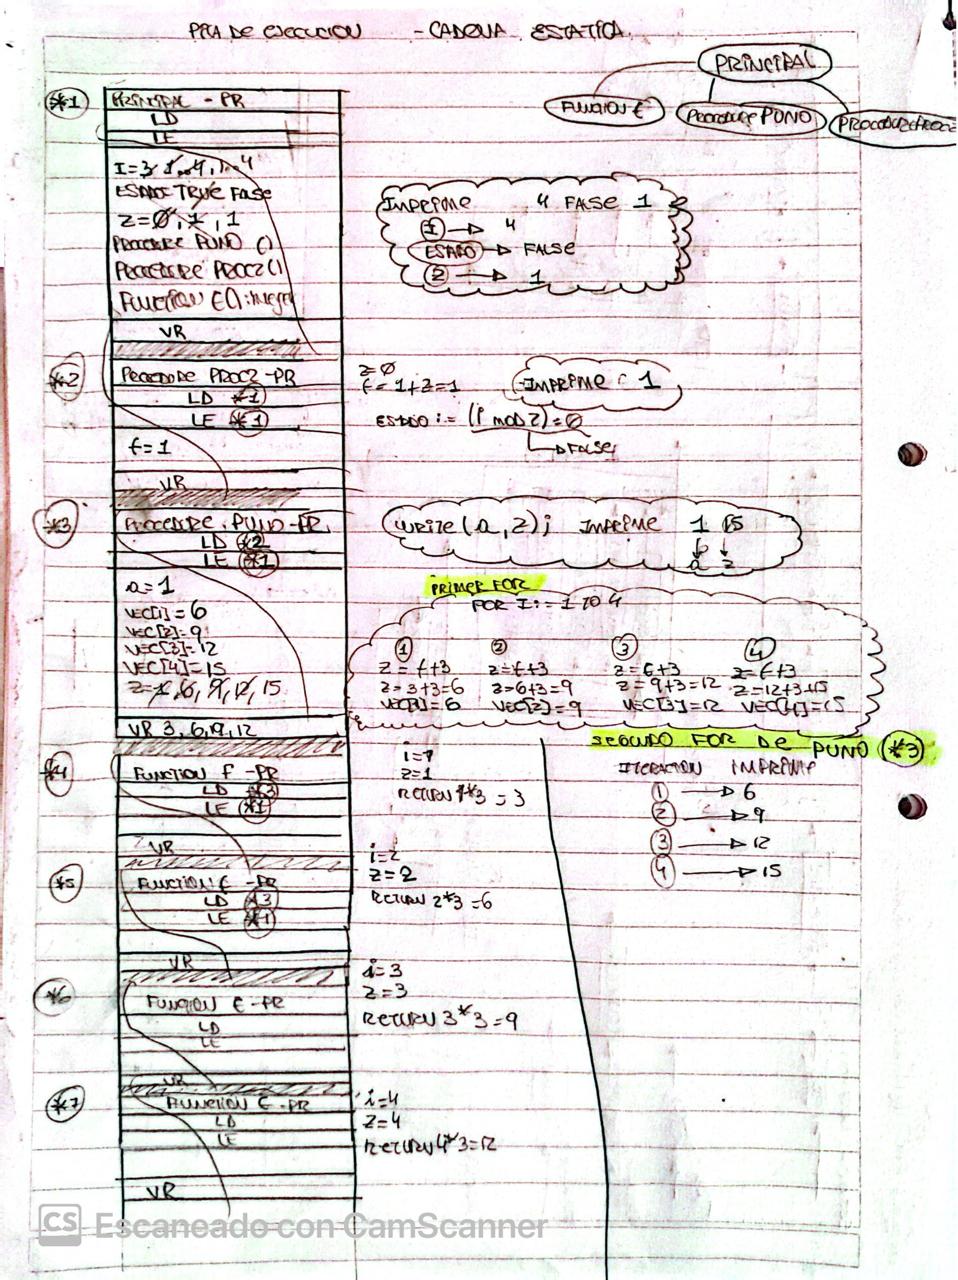 PILA DE EJECUCION - CADENA ESTATICA
PRINCIPAL
FUNCION E
PROCEDURE PUNO
*1
PRINCIPAL - PR
LD
LE
I=3 1..4, 1..4
ESTADO TRUE FALSE
Z=0, 1, 1
PROCEDURE PUNO ()
PROCEDURE PROC2()
FUNCTION E():integer
VR
IMPRIME 4 FALSE 1
I → 4
ESTADO → FALSE
Z → 1
*2
PROCEDURE PROC2-PR
LD *1
LE *1
f=1
VR
Z=0
f=1+Z=1
IMPRIME: 1
ESTADO := (i mod 2)=0
→ FALSE
*3
PROCEDURE PUNO-PR
LD *2
LE *1
a=1
VEC[1]=6
VEC[2]=9
VEC[3]=12
VEC[4]=15
VR 3, 6, 9, 12
write(a,z); IMPRIME 1 15
a z
PRIMER FOR
FOR I:= 1 TO 4
1 2 3 4
Z=f+3 Z=f+3 Z=6+3 Z=f+3
Z=3+3=6 Z=6+3=9 Z=9+3=12 Z=12+3=15
VEC[1]=6 VEC[2]=9 VEC[3]=12 VEC[4]=15
SEGUNDO FOR DE PUNO *3
ITERACION IMPRIME
1 → 6
2 → 9
3 → 12
4 → 15
*4
FUNCTION F-PR
LD *3
LE *1
VR
i=1
Z=1
RETURN 1*3=3
*5
FUNCTION E-PR
LD *3
LE *1
VR
i=2
Z=2
RETURN 2*3=6
*6
FUNCION E-PR
LD
LE
VR
i=3
Z=3
RETURN 3*3=9
*7
FUNCTION E-PR
LD
LE
VR
i=4
Z=4
RETURN 4*3=12
CS Escaneado con CamScanner